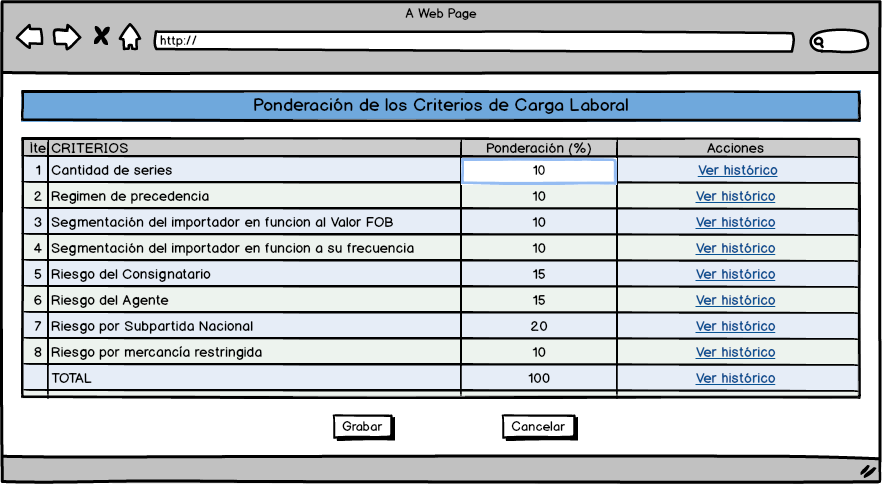 A Web Page
http://
Ponderación de los Criterios de Carga Laboral
Ite CRITERIOS Ponderación (%) Acciones
1 Cantidad de series 10 Ver histórico
2 Regimen de precedencia 10 Ver histórico
3 Segmentación del importador en funcion al Valor FOB 10 Ver histórico
4 Segmentación del importador en funcion a su frecuencia 10 Ver histórico
5 Riesgo del Consignatario 15 Ver histórico
6 Riesgo del Agente 15 Ver histórico
7 Riesgo por Subpartida Nacional 20 Ver histórico
8 Riesgo por mercancía restringida 10 Ver histórico
TOTAL 100 Ver histórico
Grabar Cancelar